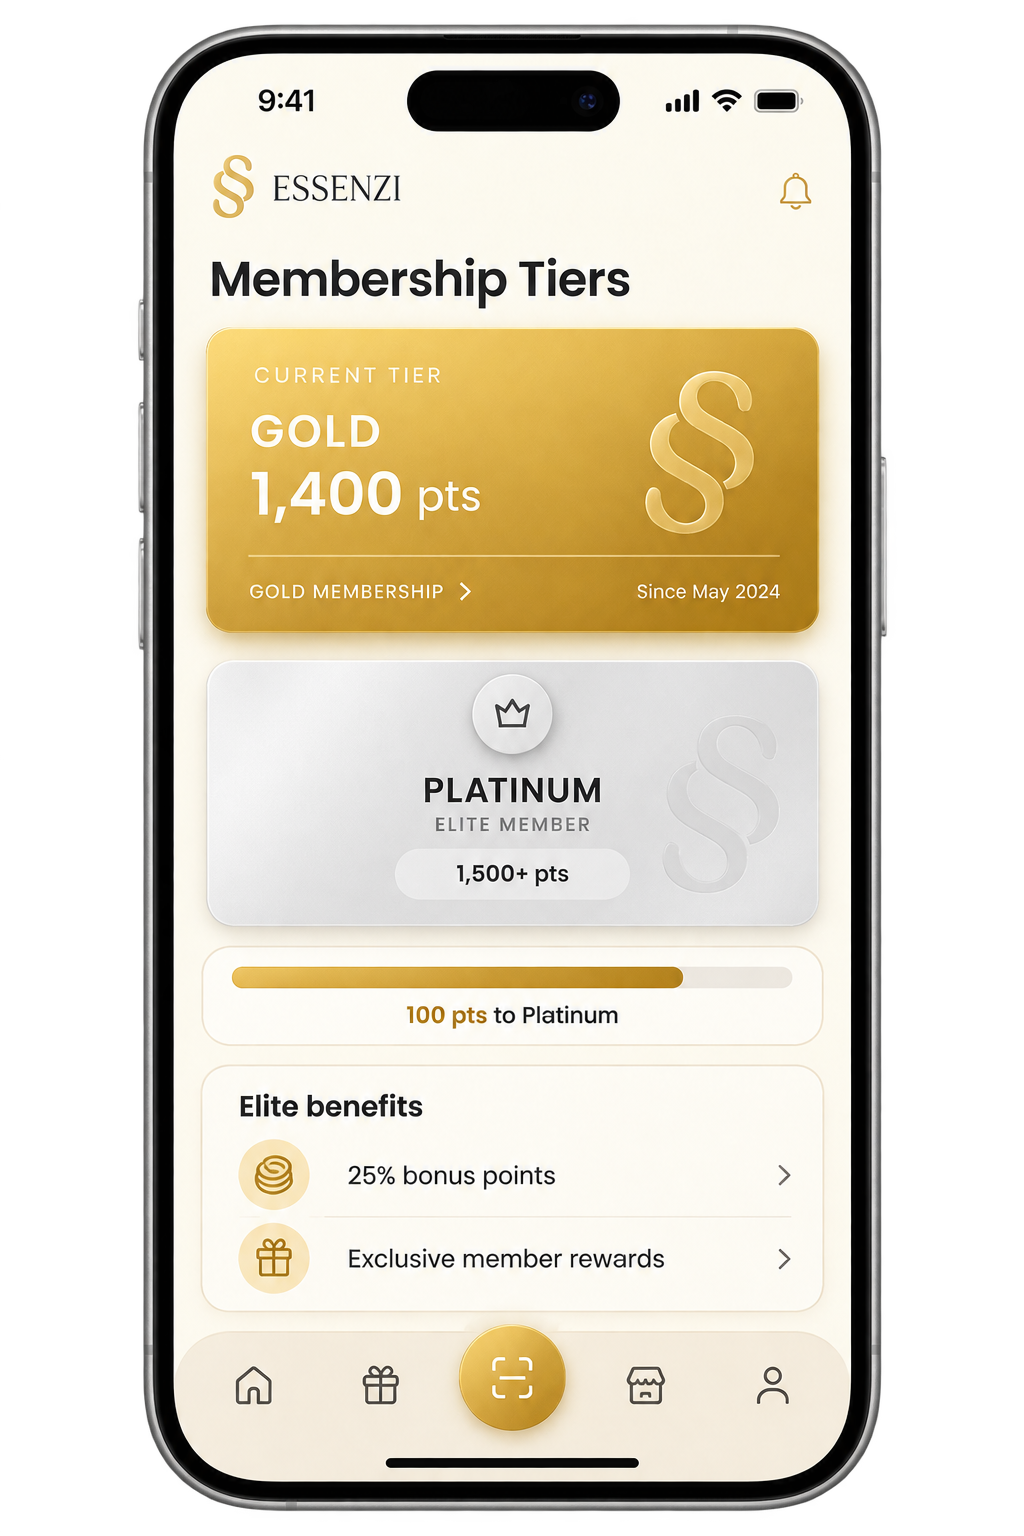 9:41
ESSENZI
Membership Tiers
CURRENT TIER
GOLD
1,400 pts
GOLD MEMBERSHIP
Since May 2024
PLATINUM
ELITE MEMBER
1,500+ pts
100 pts to Platinum
Elite benefits
25% bonus points
Exclusive member rewards